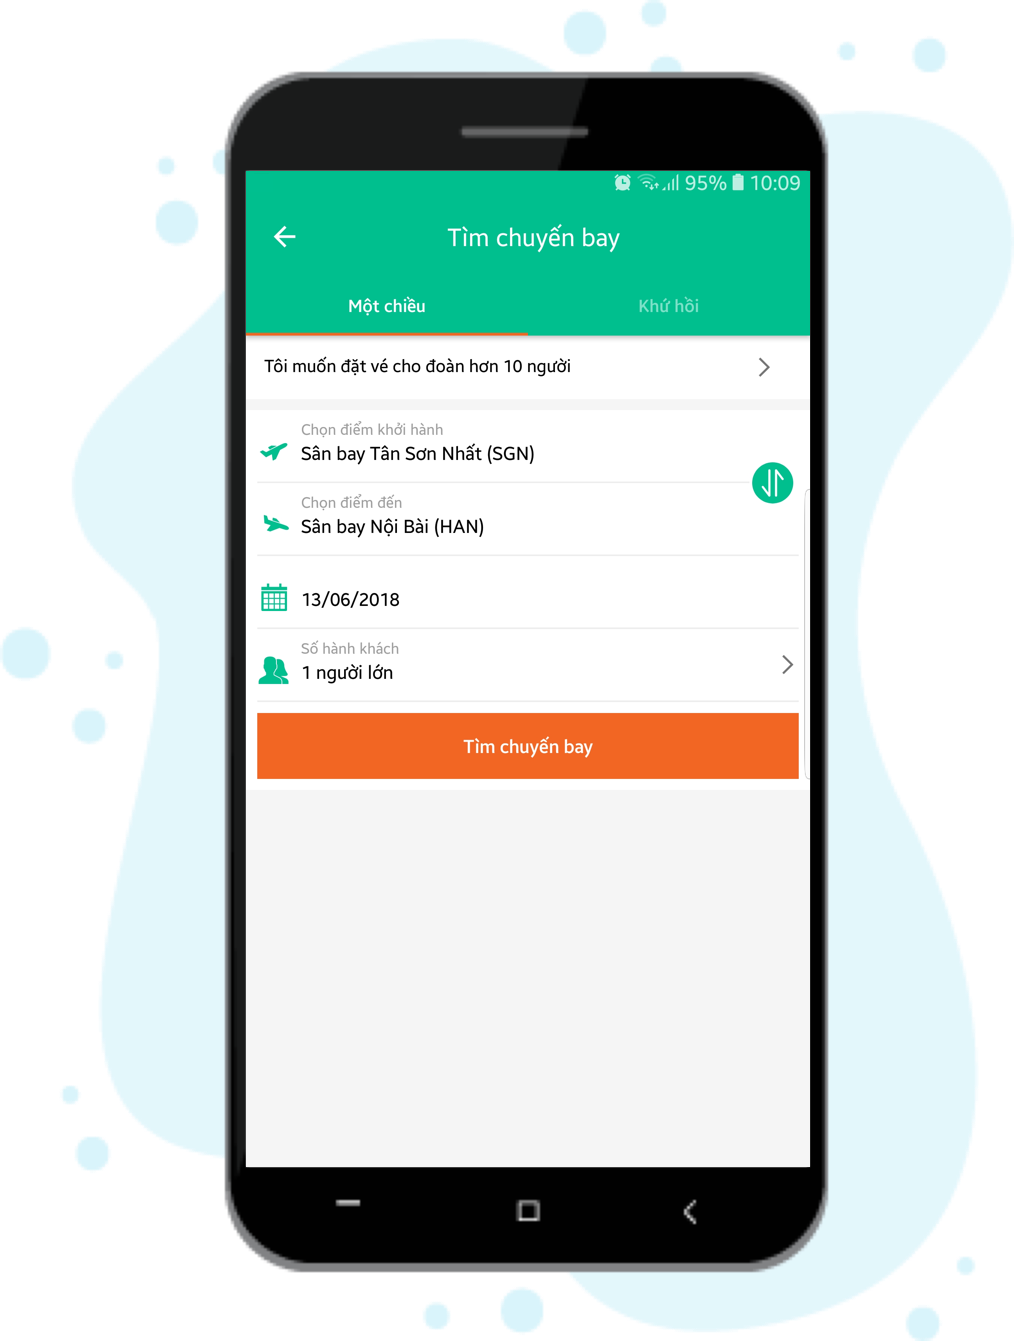 95% 10:09
Tìm chuyến bay
Một chiều
Khứ hồi
Tôi muốn đặt vé cho đoàn hơn 10 người
Chọn điểm khởi hành
Sân bay Tân Sơn Nhất (SGN)
Chọn điểm đến
Sân bay Nội Bài (HAN)
13/06/2018
Số hành khách
1 người lớn
Tìm chuyến bay